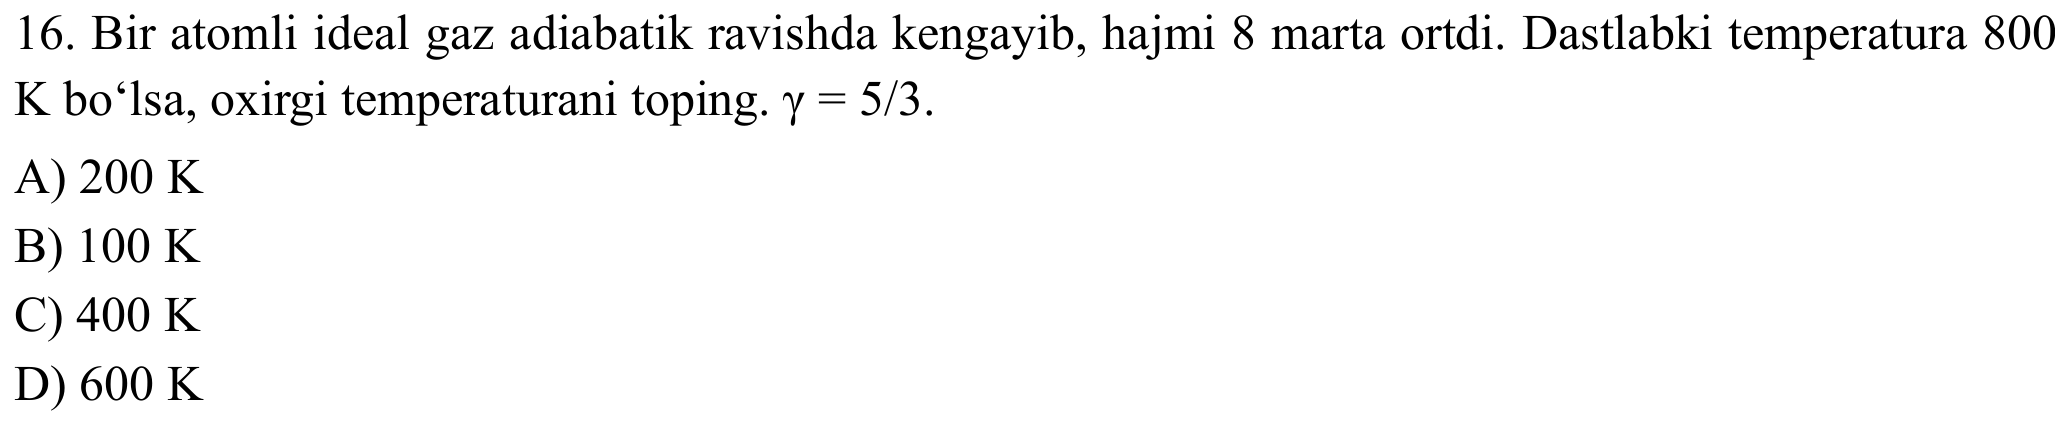 16. Bir atomli ideal gaz adiabatik ravishda kengayib, hajmi 8 marta ortdi. Dastlabki temperatura 800
K bo‘lsa, oxirgi temperaturani toping. γ = 5/3.
A) 200 K
B) 100 K
C) 400 K
D) 600 K